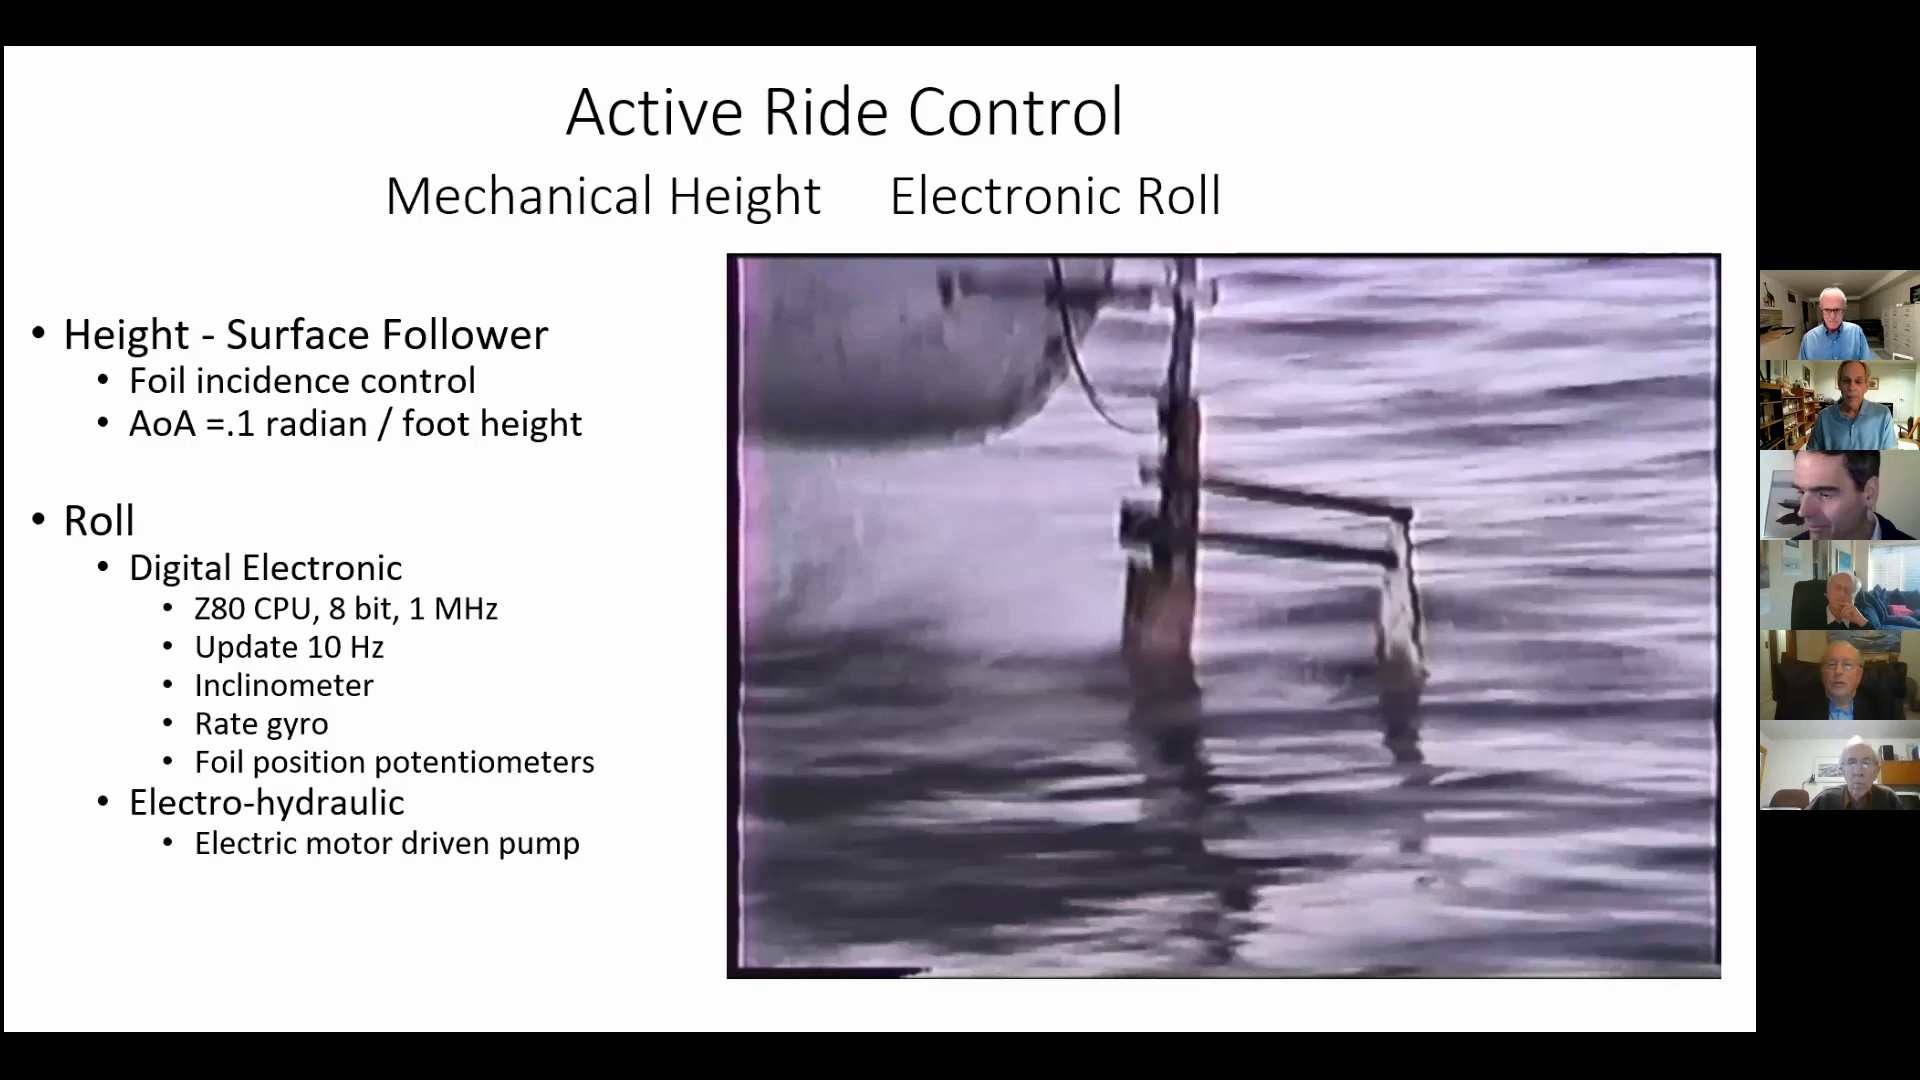 Active Ride Control
Mechanical Height Electronic Roll
• Height - Surface Follower
• Foil incidence control
• AoA =.1 radian / foot height
• Roll
• Digital Electronic
• Z80 CPU, 8 bit, 1 MHz
• Update 10 Hz
• Inclinometer
• Rate gyro
• Foil position potentiometers
• Electro-hydraulic
• Electric motor driven pump